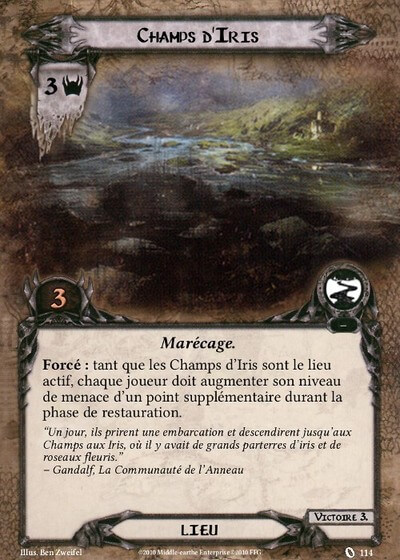 Champs d'Iris
3
3
–
Marécage.
Forcé : tant que les Champs d'Iris sont le lieu
actif, chaque joueur doit augmenter son niveau
de menace d'un point supplémentaire durant la
phase de restauration.
“Un jour, ils prirent une embarcation et descendirent jusqu'aux
Champs aux Iris, où il y avait de grands parterres d'iris et de
roseaux fleuris.”
– Gandalf, La Communauté de l'Anneau
Victoire 3.
LIEU
Illus. Ben Zweifel
©2010 Middle-earthe Enterprise ©2010 FFG
114